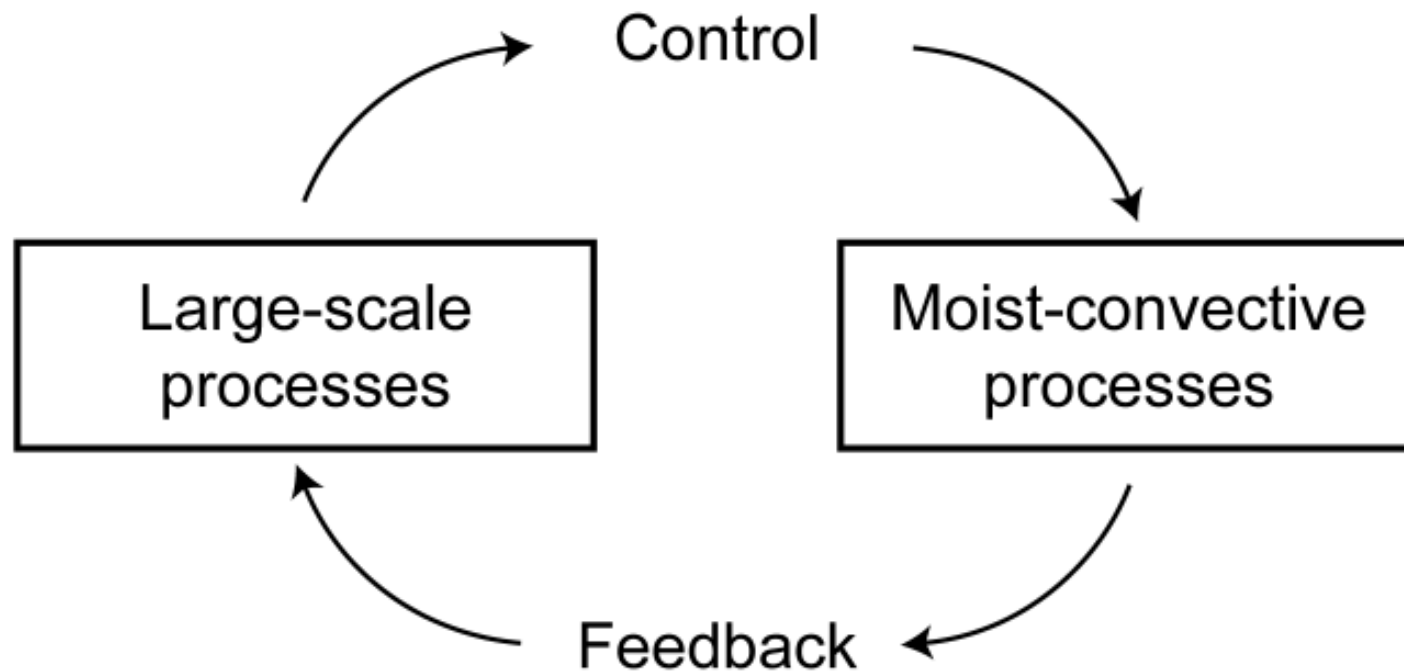 Control
Large-scale
processes
Moist-convective
processes
Feedback